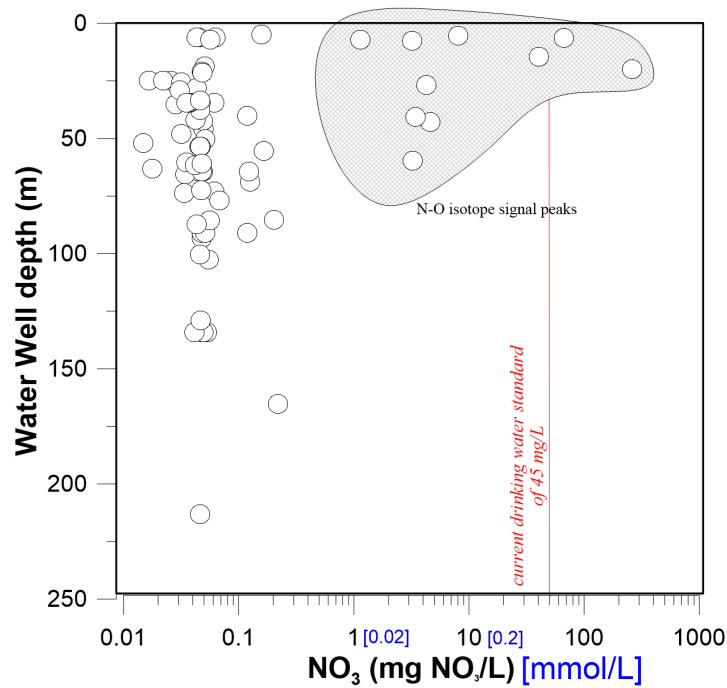 0
50
100
150
200
250
Water Well depth (m)
N-O isotope signal peaks
current drinking water standard
of 45 mg/L
0.01 0.1 1 [0.02] 10 [0.2] 100 1000
NO₃ (mg NO₃/L) [mmol/L]